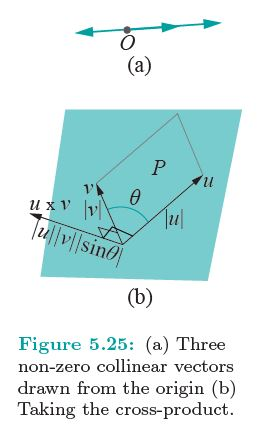 O
(a)
P
u
v
θ
|v|
|u|
u x v
|u||v||sinθ|
(b)
Figure 5.25: (a) Three
non-zero collinear vectors
drawn from the origin (b)
Taking the cross-product.